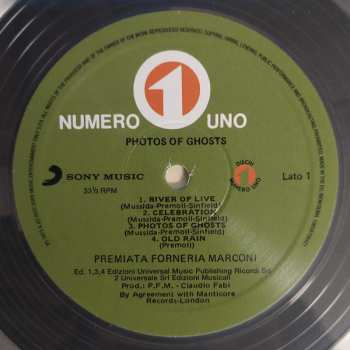 NUMERO 1 UNO
PHOTOS OF GHOSTS
SONY MUSIC
33⅓ RPM
DISCHI
1
NUMERO UNO
Lato 1
1. RIVER OF LIVE
(Mussida-Premoli-Sinfield)
2. CELEBRATION
(Mussida-Premoli-Sinfield)
3. PHOTOS OF GHOSTS
(Mussida-Premoli-Sinfield)
4. OLD RAIN
(Premoli)
PREMIATA FORNERIA MARCONI
Ed. 1,3,4 Edizioni Universal Music Publishing Ricordi
2 Universale Srl Edizioni Musicali
Prod.: P.F.M. - Claudio Fabi
By Agreement with Manticore
Records-London